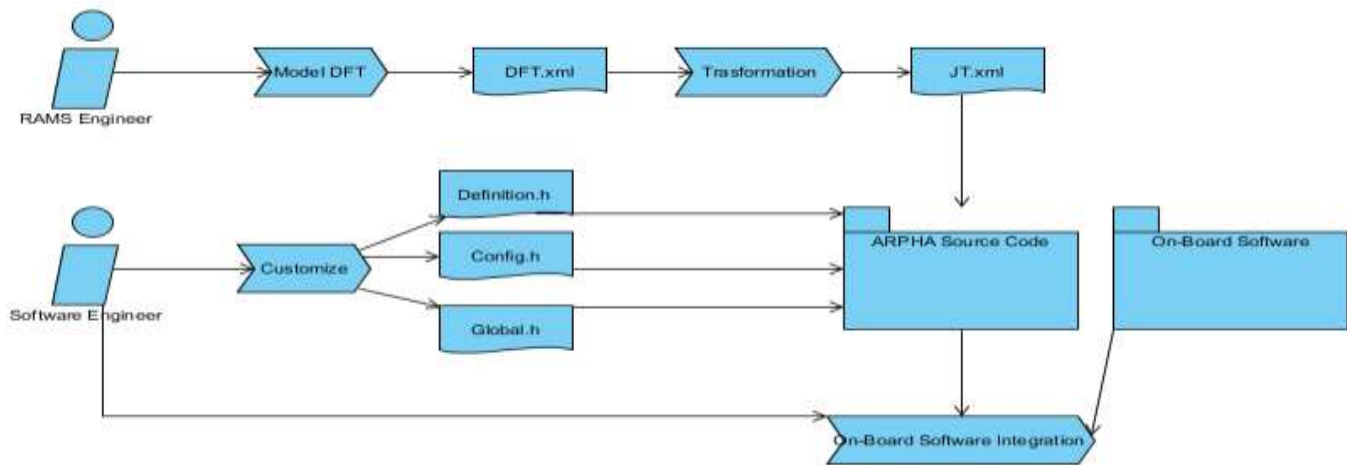 Model DFT
DFT.xml
Trasformation
JT.xml
RAMS Engineer
Definition.h
ARPHA Source Code
On-Board Software
Customize
Config.h
Software Engineer
Global.h
On-Board Software Integration